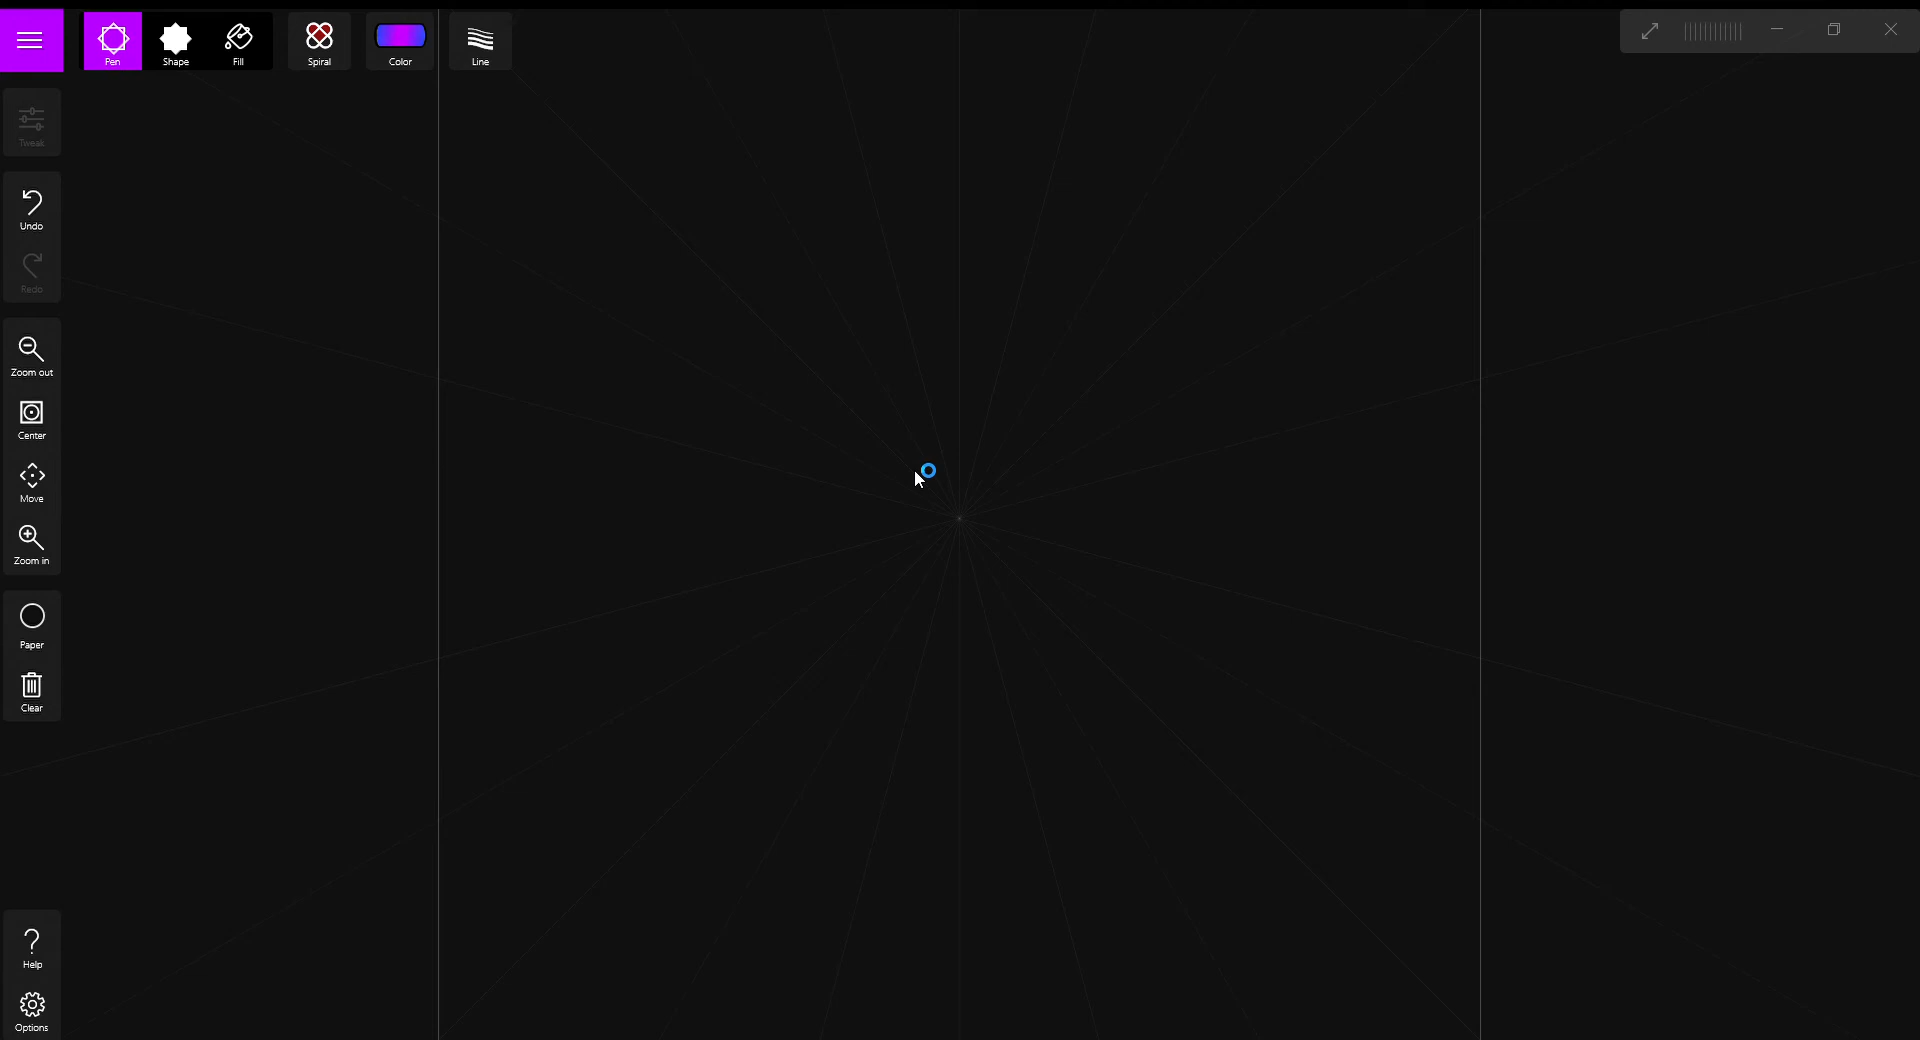 Pen
Shape
Fill
Spiral
Color
Line
Tweak
Undo
Redo
Zoom out
Center
Move
Zoom in
Paper
Clear
Help
Options